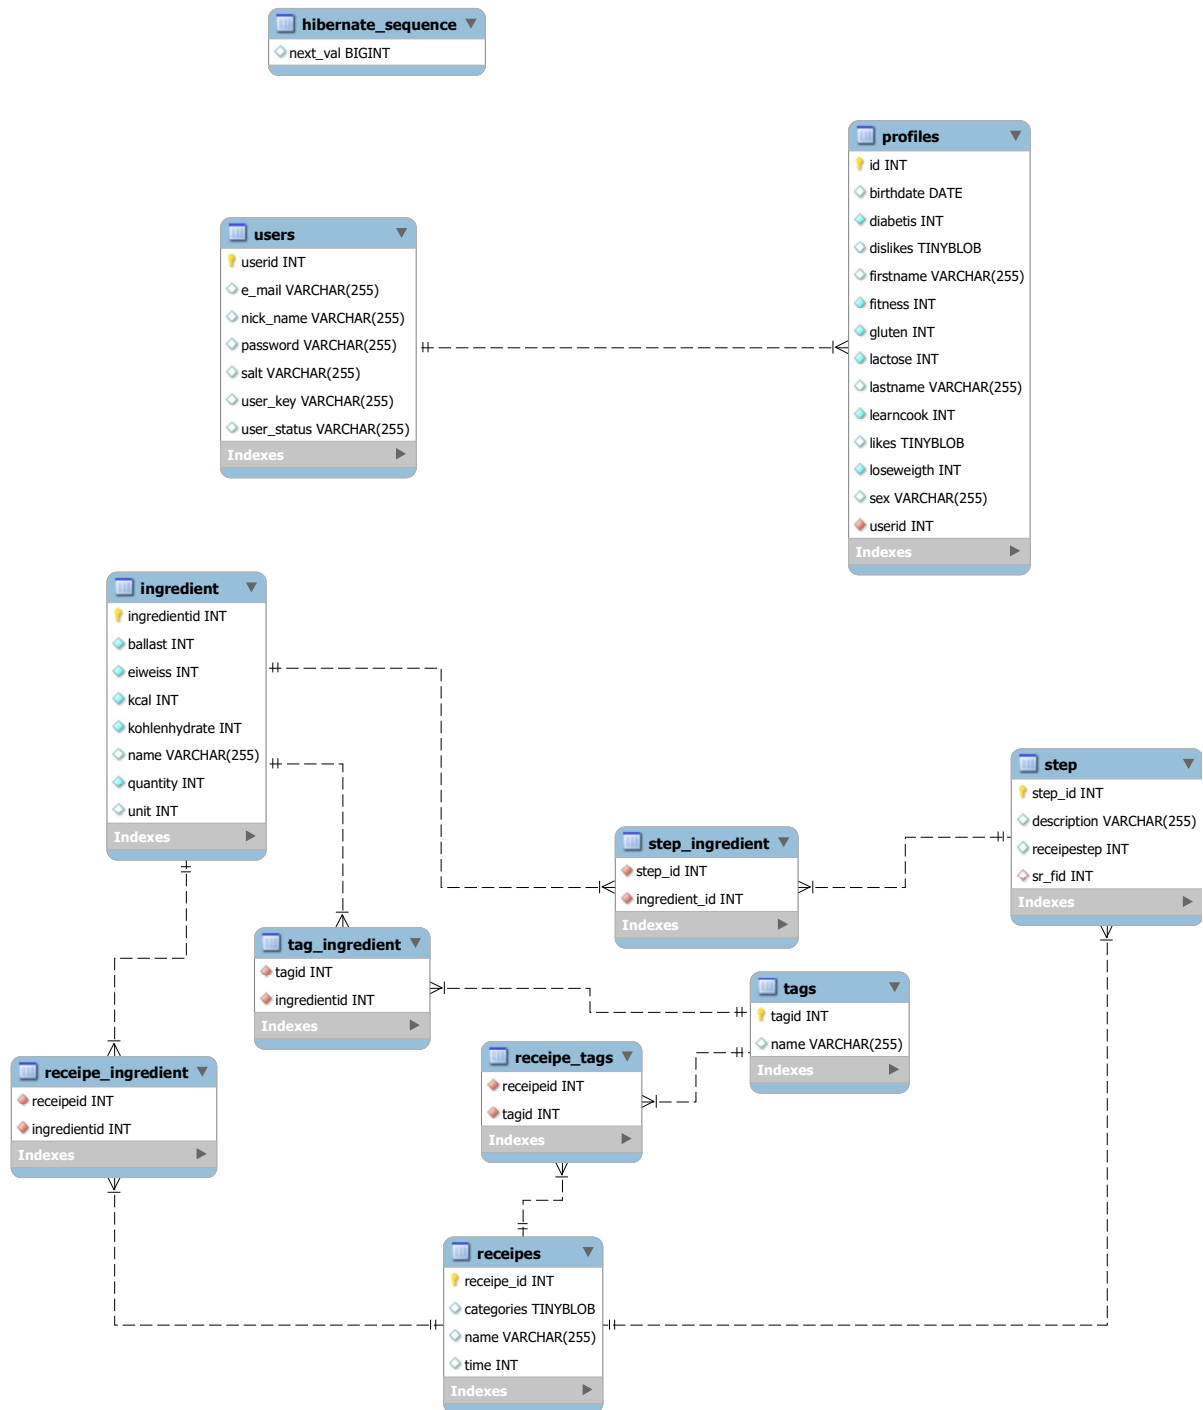 hibernate_sequence
next_val BIGINT
profiles
id INT
birthdate DATE
diabetis INT
dislikes TINYBLOB
firstname VARCHAR(255)
fitness INT
gluten INT
lactose INT
lastname VARCHAR(255)
learncook INT
likes TINYBLOB
loseweigth INT
sex VARCHAR(255)
userid INT
Indexes
users
userid INT
e_mail VARCHAR(255)
nick_name VARCHAR(255)
password VARCHAR(255)
salt VARCHAR(255)
user_key VARCHAR(255)
user_status VARCHAR(255)
Indexes
ingredient
ingredientid INT
ballast INT
eiweiss INT
kcal INT
kohlenhydrate INT
name VARCHAR(255)
quantity INT
unit INT
Indexes
step
step_id INT
description VARCHAR(255)
receipestep INT
sr_fid INT
Indexes
step_ingredient
step_id INT
ingredient_id INT
Indexes
tag_ingredient
tagid INT
ingredientid INT
Indexes
tags
tagid INT
name VARCHAR(255)
Indexes
receipe_tags
receipeid INT
tagid INT
Indexes
receipe_ingredient
receipeid INT
ingredientid INT
Indexes
receipes
receipe_id INT
categories TINYBLOB
name VARCHAR(255)
time INT
Indexes